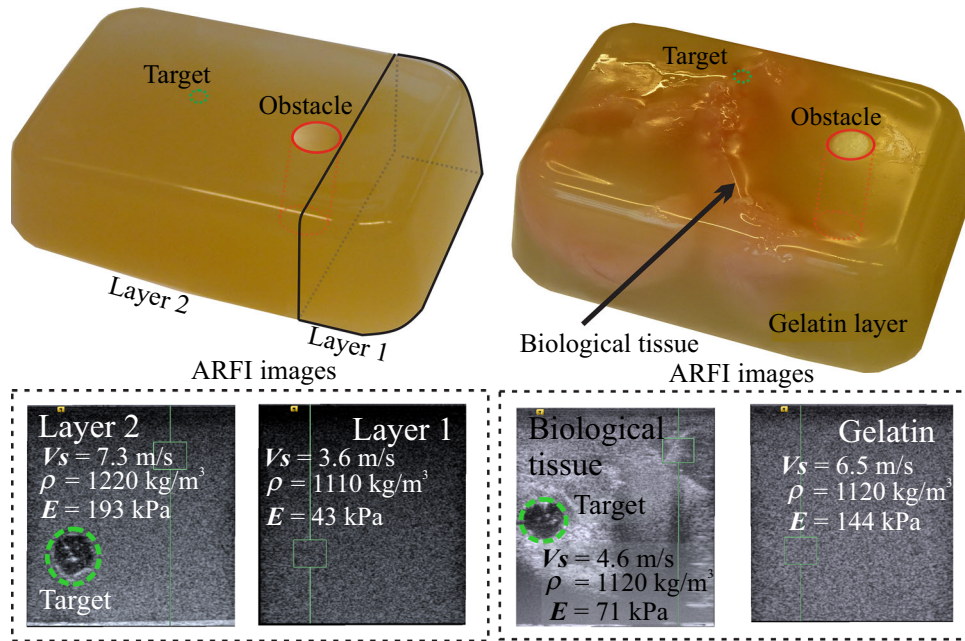 Target
Obstacle
Layer 2
Layer 1
ARFI images
Target
Obstacle
Biological tissue
Gelatin layer
ARFI images
Layer 2
Vs = 7.3 m/s
ρ = 1220 kg/m³
E = 193 kPa
Target
Layer 1
Vs = 3.6 m/s
ρ = 1110 kg/m³
E = 43 kPa
Biological
tissue
Target
Vs = 4.6 m/s
ρ = 1120 kg/m³
E = 71 kPa
Gelatin
Vs = 6.5 m/s
ρ = 1120 kg/m³
E = 144 kPa